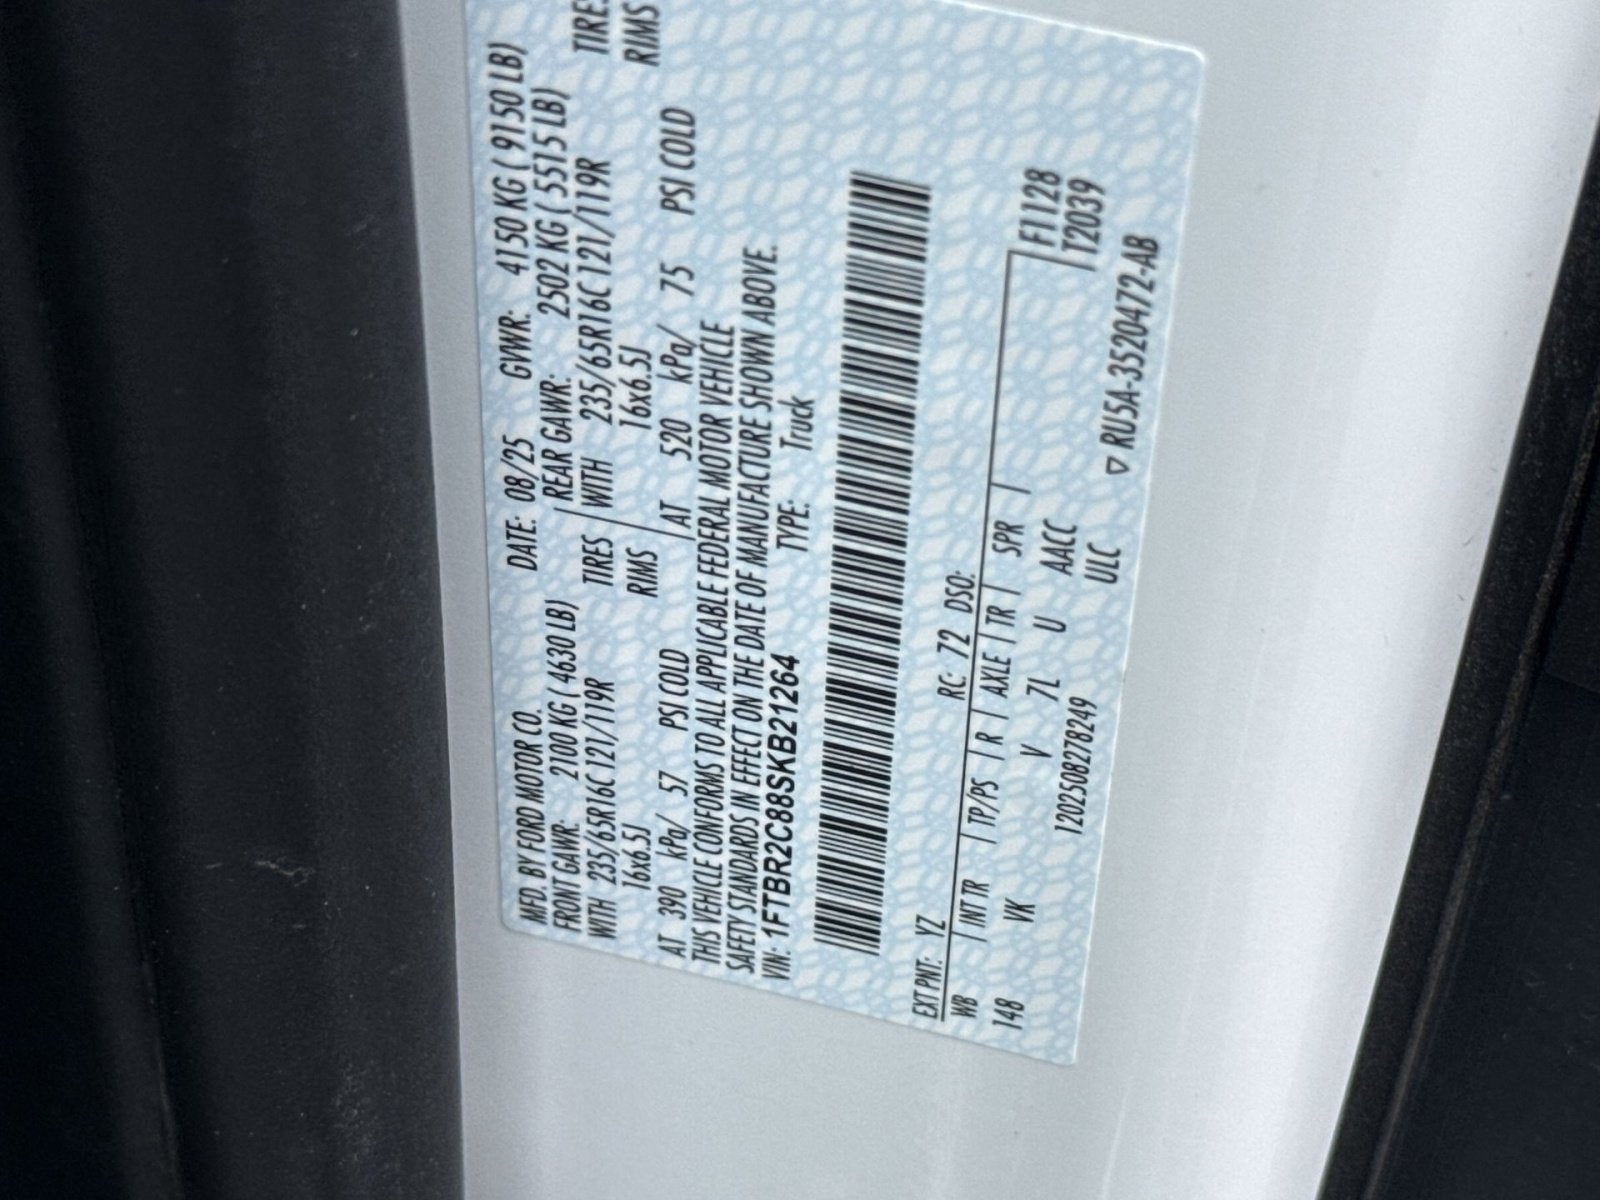 MFD. BY FORD MOTOR CO. DATE: 08/25 GVWR: 4150 KG ( 9150 LB)
FRONT GAWR: 2100 KG ( 4630 LB) REAR GAWR: 2502 KG ( 5515 LB)
WITH 235/65R16C 121/119R TIRES WITH 235/65R16C 121/119R TIRES
16x6.5J RIMS 16x6.5J RIMS
AT 390 kPa/ 57 PSI COLD AT 520 kPa/ 75 PSI COLD
THIS VEHICLE CONFORMS TO ALL APPLICABLE FEDERAL MOTOR VEHICLE
SAFETY STANDARDS IN EFFECT ON THE DATE OF MANUFACTURE SHOWN ABOVE.
VIN: 1FTBR2C88SKB21264 TYPE: Truck
EXT PNT: YZ RC: 72 DSO:
WB INT TR TP/PS R AXLE TR SPR F1128
148 VK V 7L U AACC T2039
1202508278249 ULC
▽ RU5A-3520472-AB